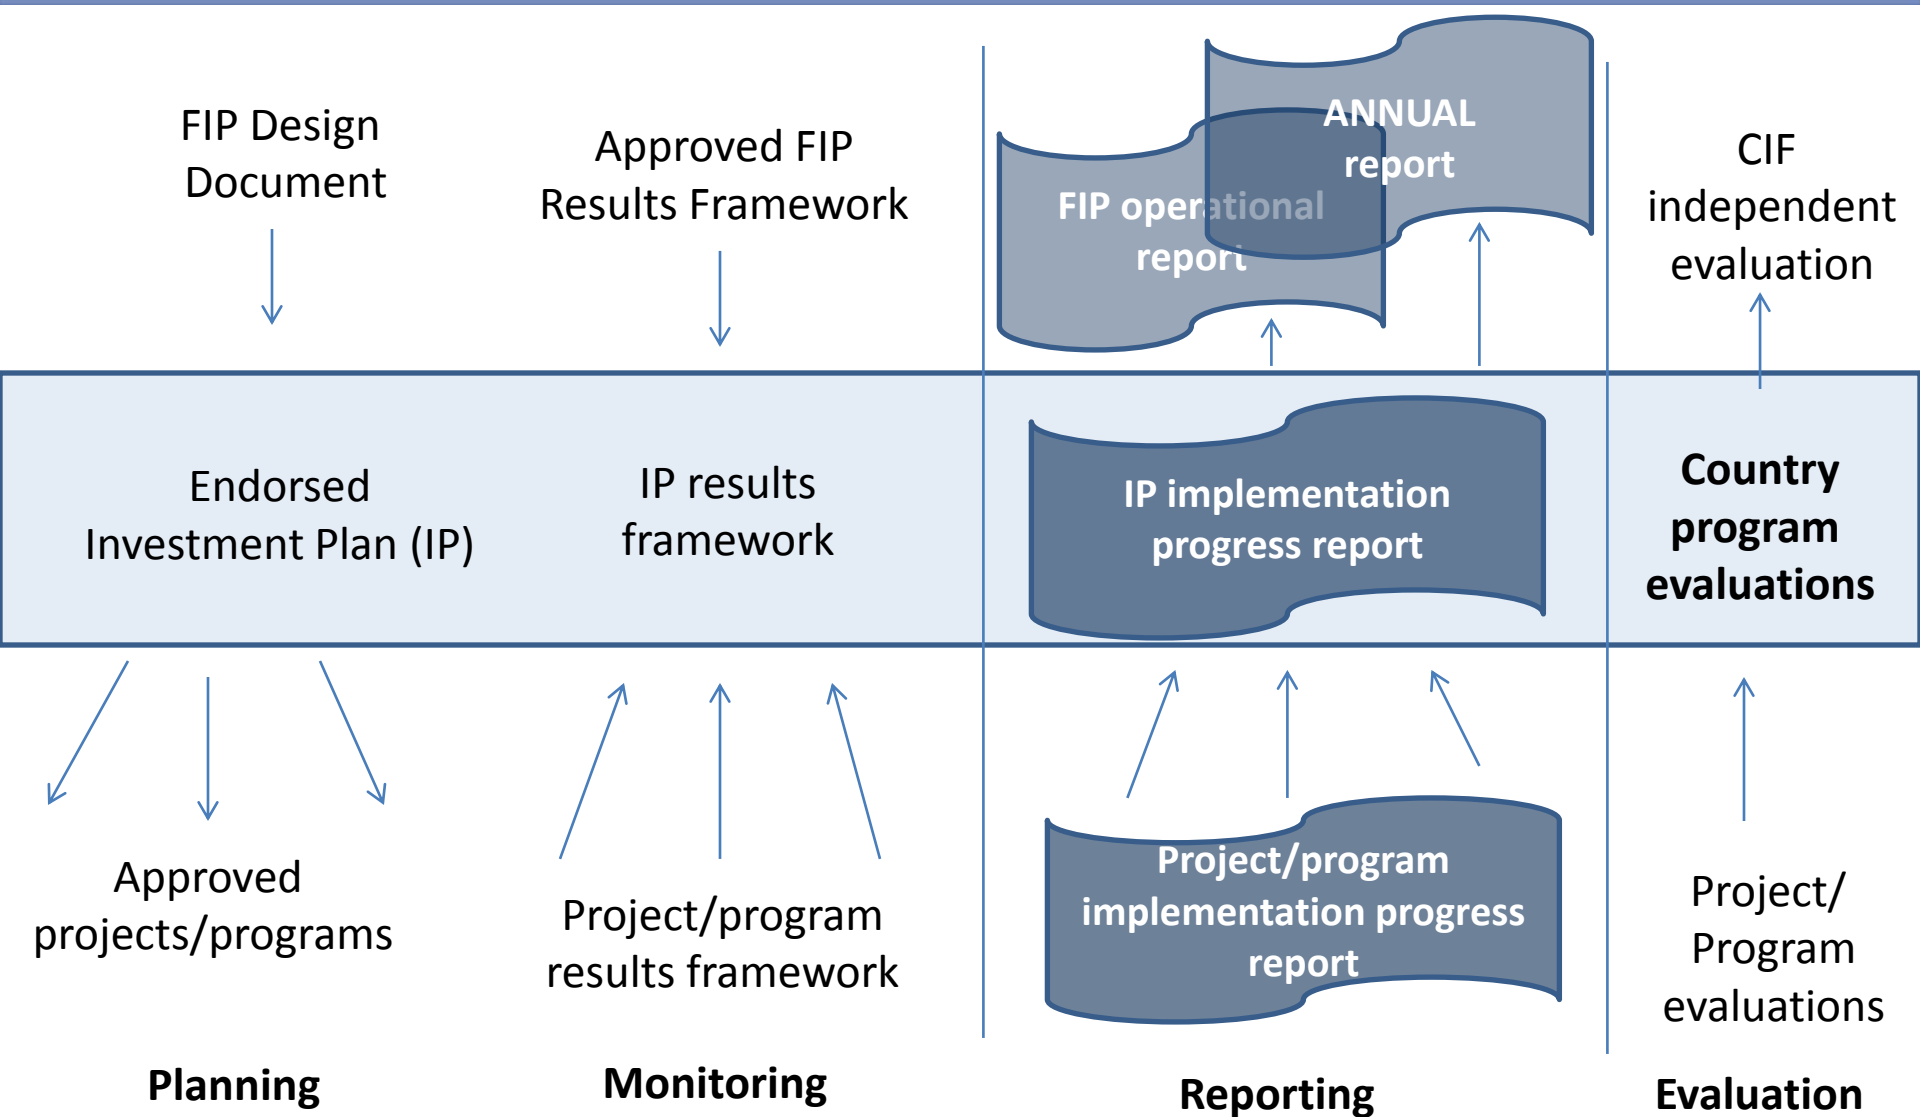 FIP Design
Document
Approved FIP
Results Framework
ANNUAL
report
FIP operational
report
CIF
independent
evaluation
Endorsed
Investment Plan (IP)
IP results
framework
IP implementation
progress report
Country
program
evaluations
Approved
projects/programs
Project/program
results framework
Project/program
implementation progress
report
Project/
Program
evaluations
Planning
Monitoring
Reporting
Evaluation